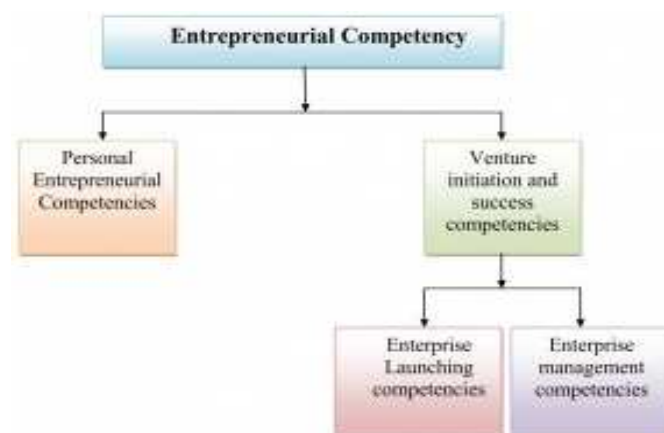 Entrepreneurial Competency
Personal
Entrepreneurial
Competencies
Venture
initiation and
success
competencies
Enterprise
Launching
competencies
Enterprise
management
competencies